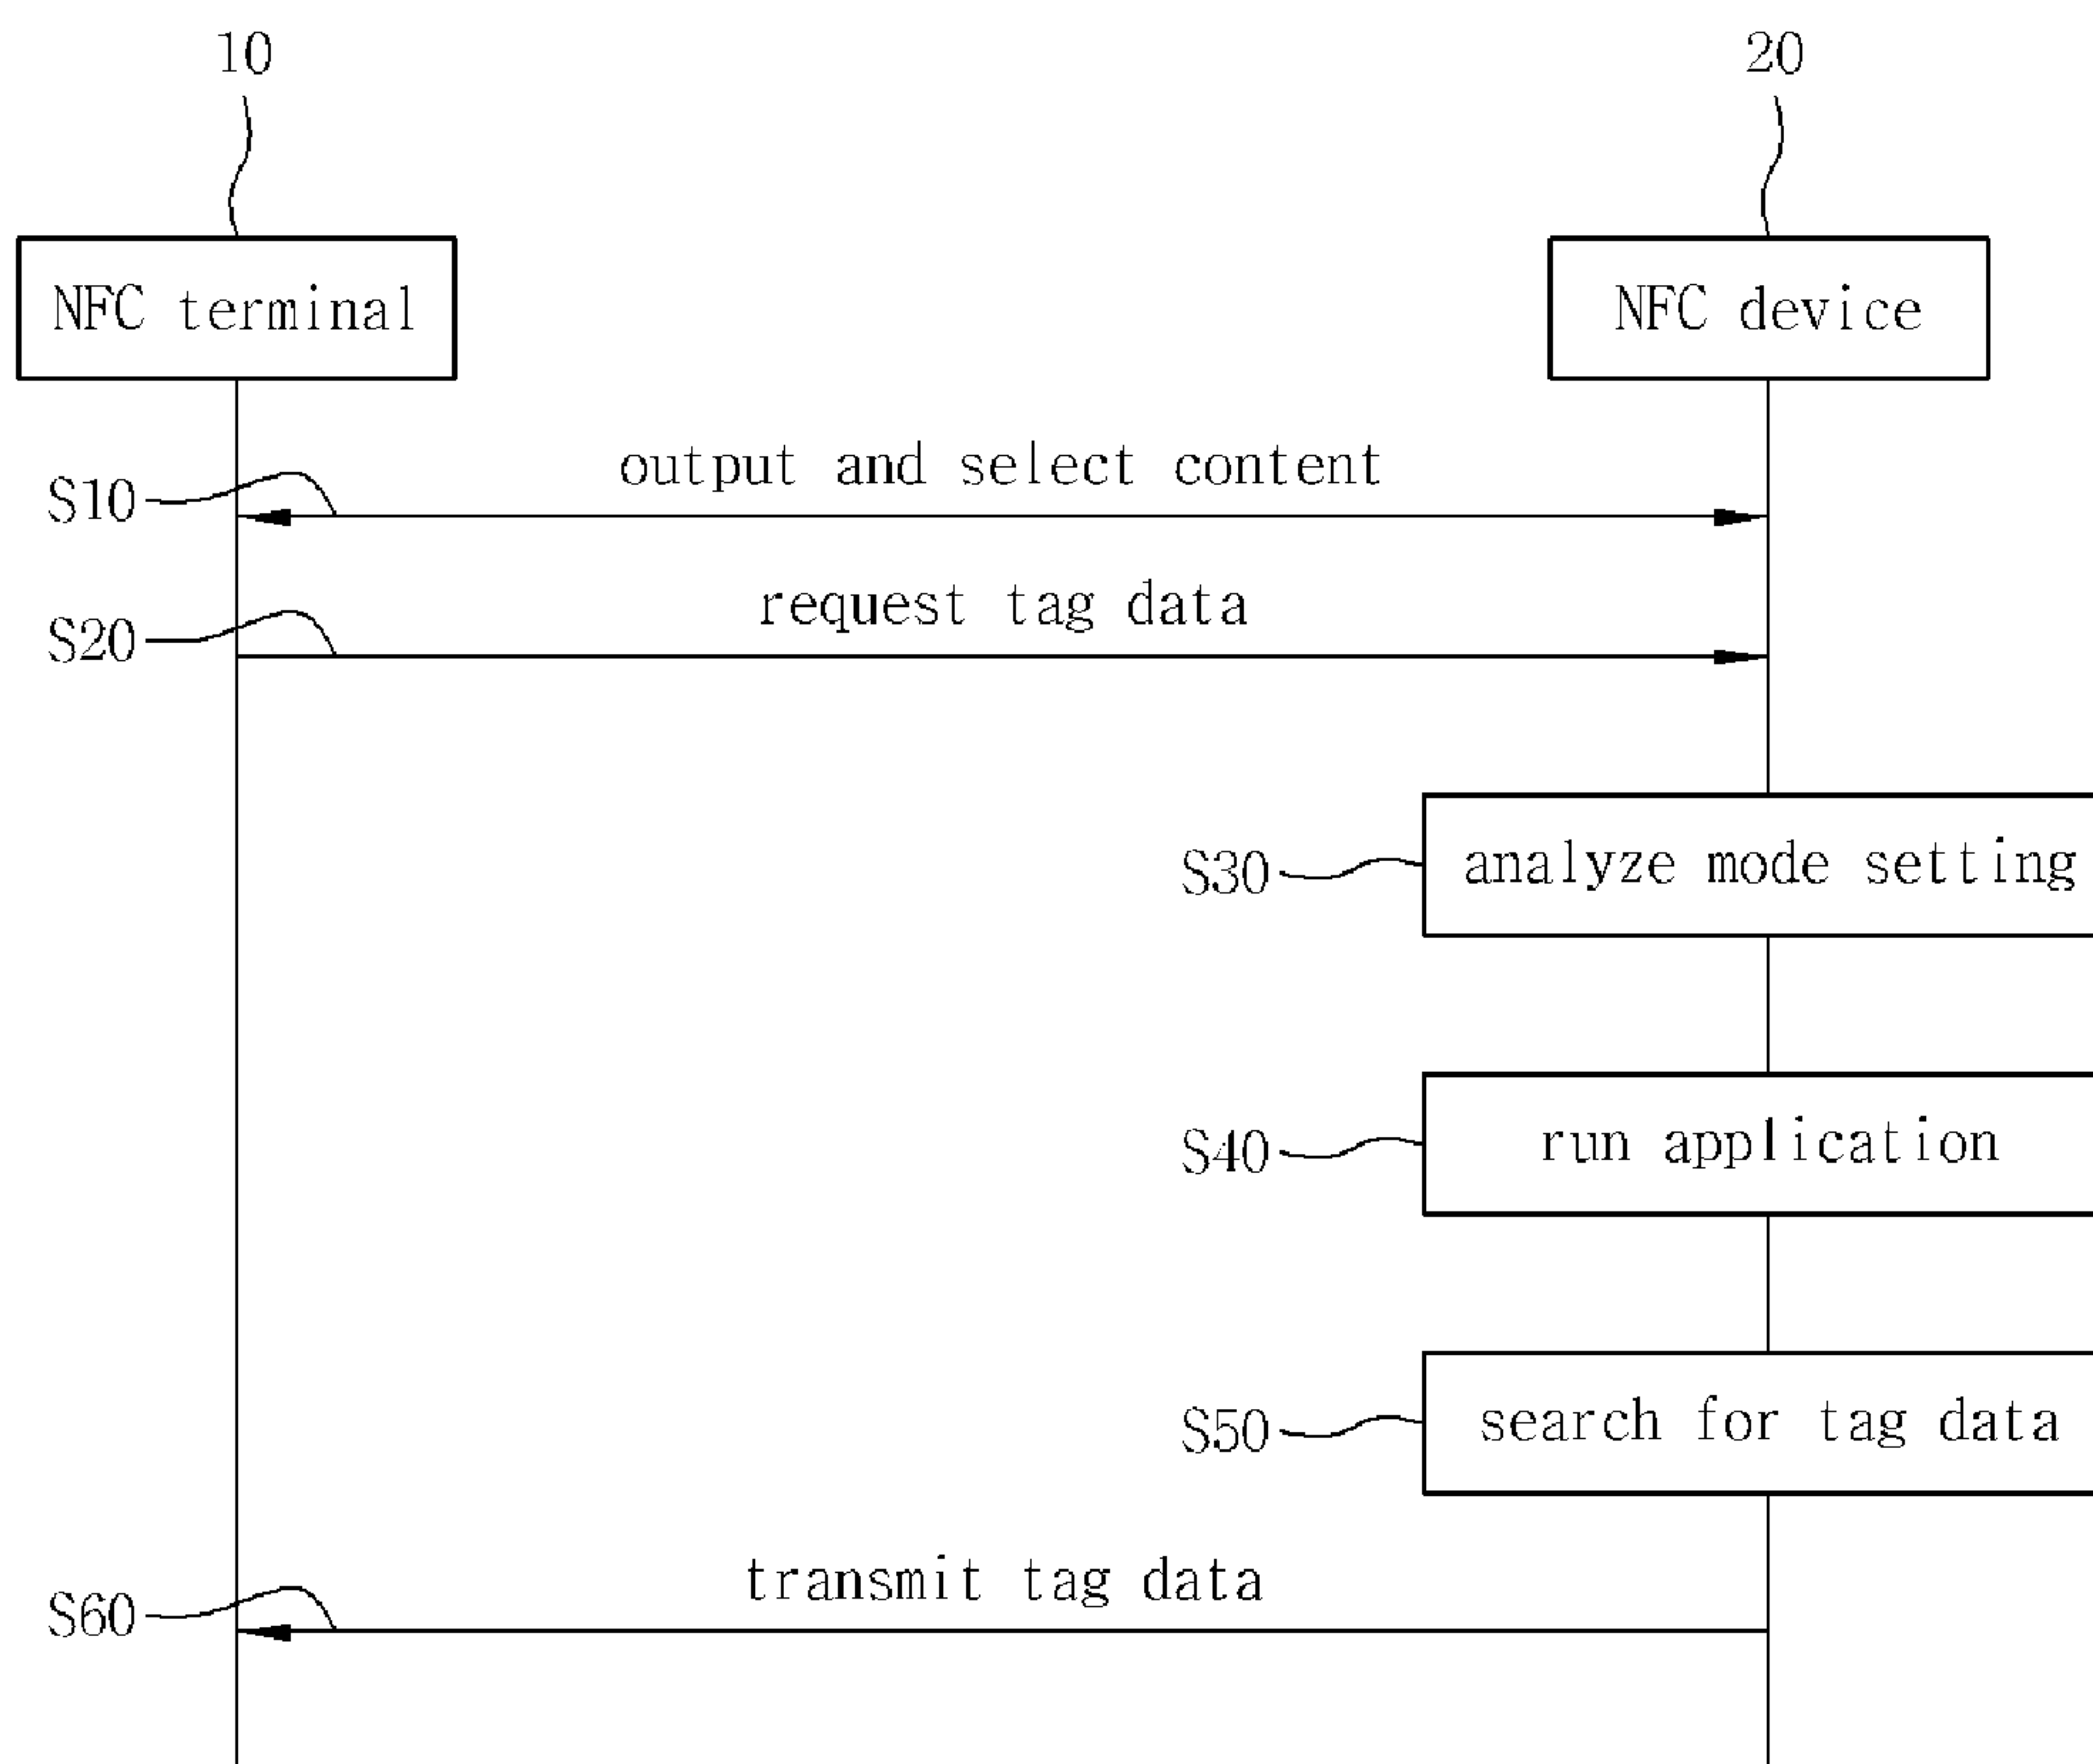 10
20
NFC terminal
NFC device
output and select content
S10
request tag data
S20
S30
analyze mode setting
S40
run application
S50
search for tag data
transmit tag data
S60